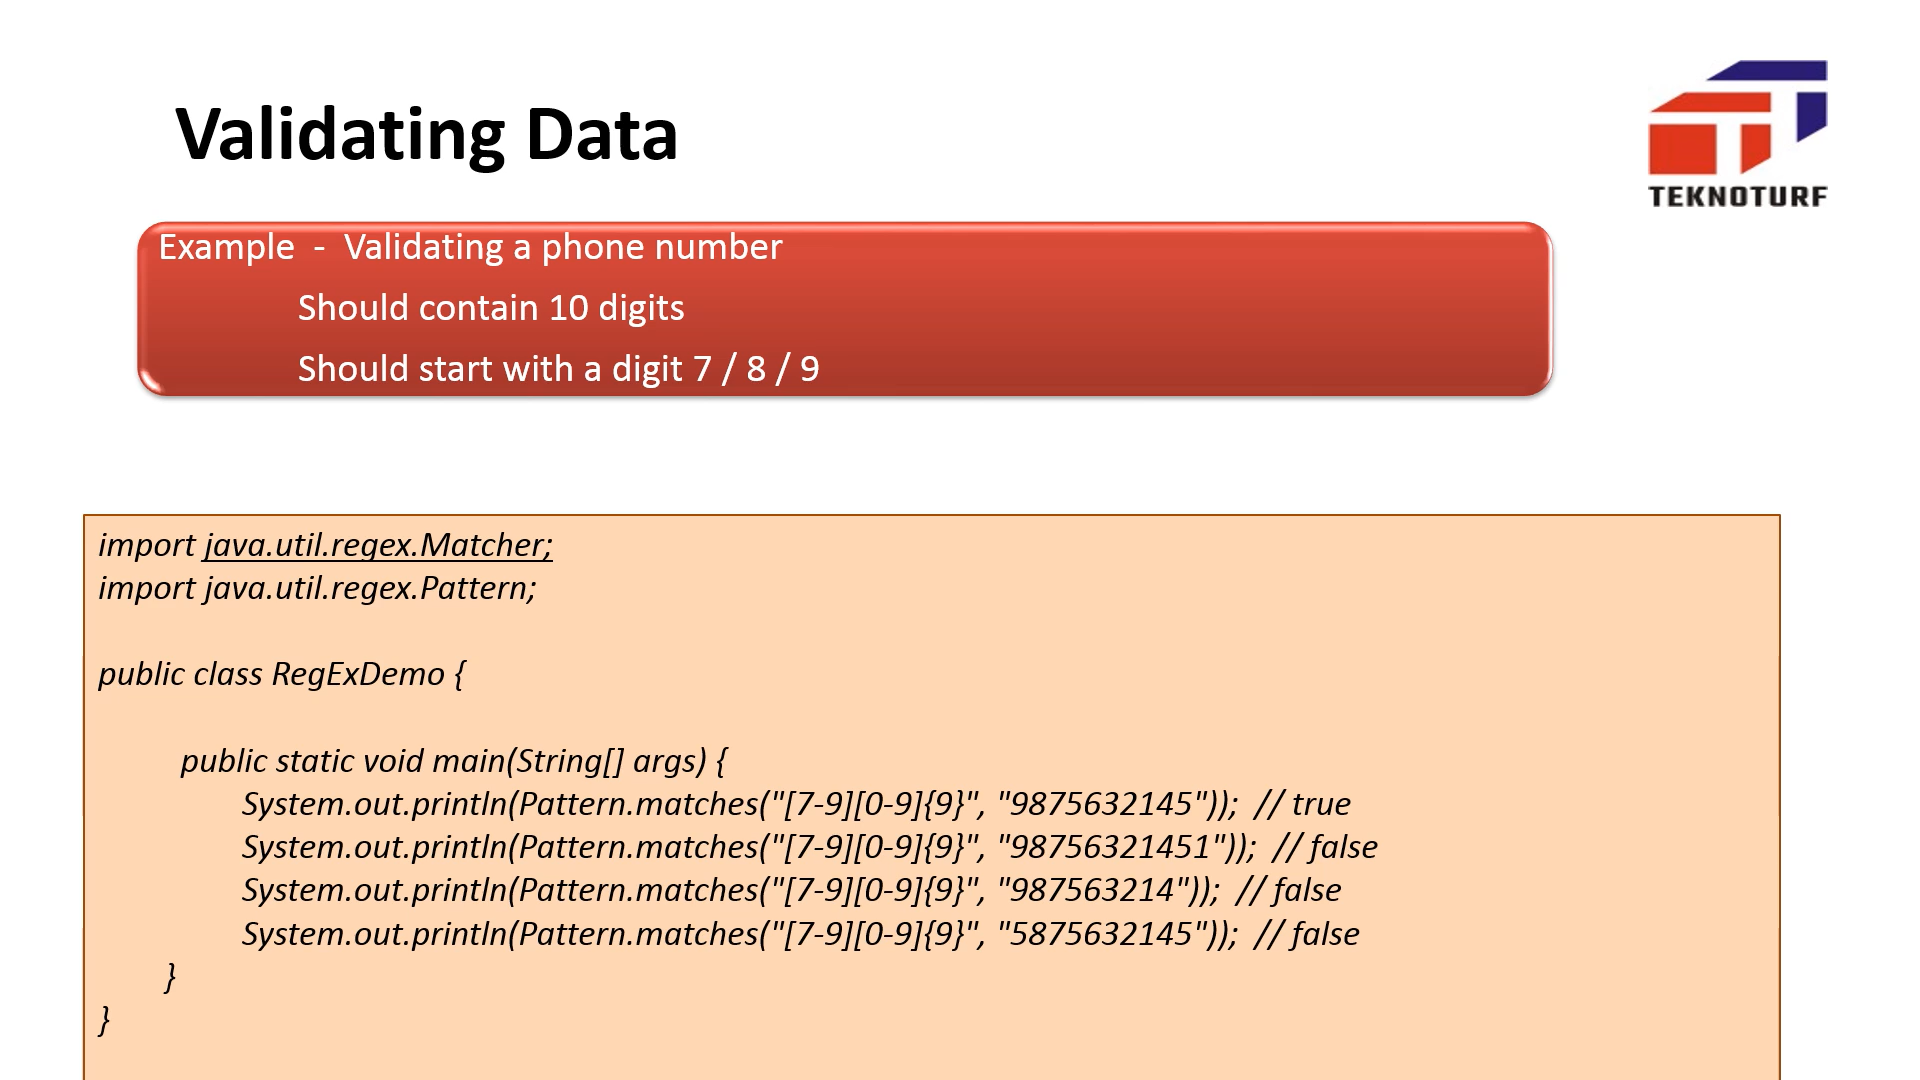 Validating Data
TEKNOTURF
Example - Validating a phone number
Should contain 10 digits
Should start with a digit 7 / 8 / 9
import java.util.regex.Matcher;
import java.util.regex.Pattern;
public class RegExDemo {
public static void main(String[] args) {
System.out.println(Pattern.matches("[7-9][0-9]{9}", "9875632145")); // true
System.out.println(Pattern.matches("[7-9][0-9]{9}", "98756321451")); // false
System.out.println(Pattern.matches("[7-9][0-9]{9}", "987563214")); // false
System.out.println(Pattern.matches("[7-9][0-9]{9}", "5875632145")); // false
}
}